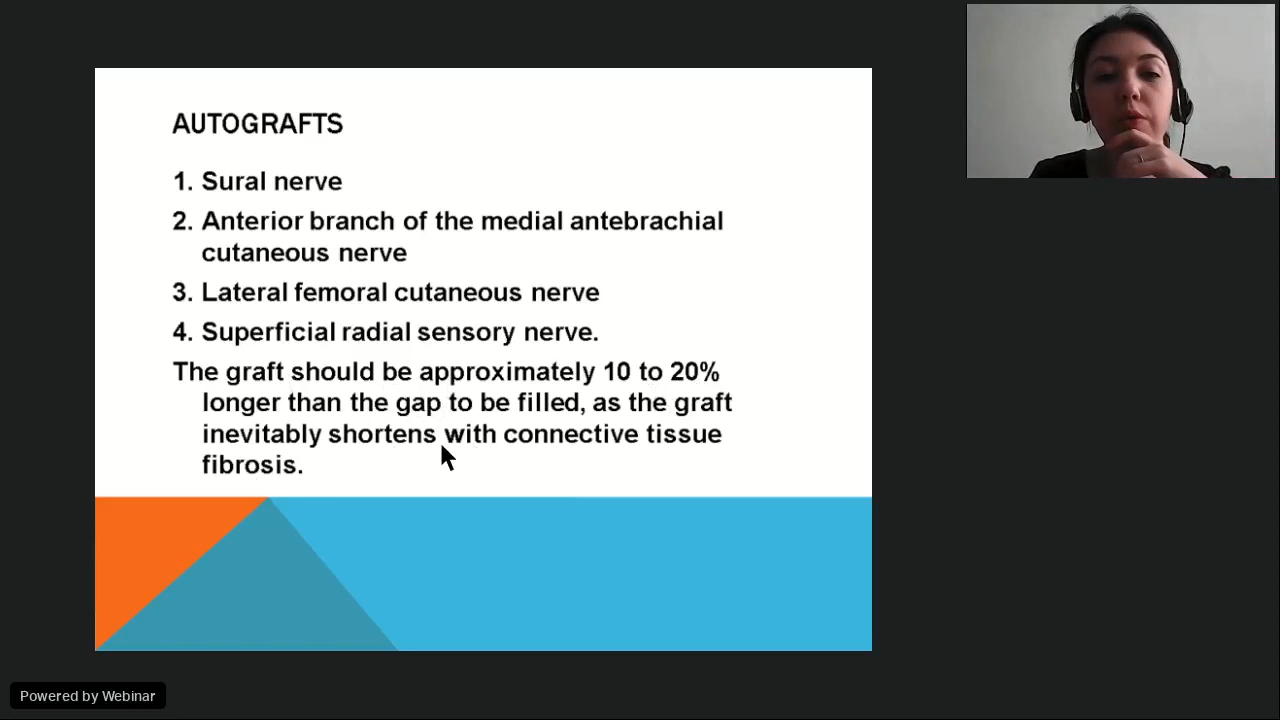 AUTOGRAFTS
1. Sural nerve
2. Anterior branch of the medial antebrachial
cutaneous nerve
3. Lateral femoral cutaneous nerve
4. Superficial radial sensory nerve.
The graft should be approximately 10 to 20%
longer than the gap to be filled, as the graft
inevitably shortens with connective tissue
fibrosis.
Powered by Webinar